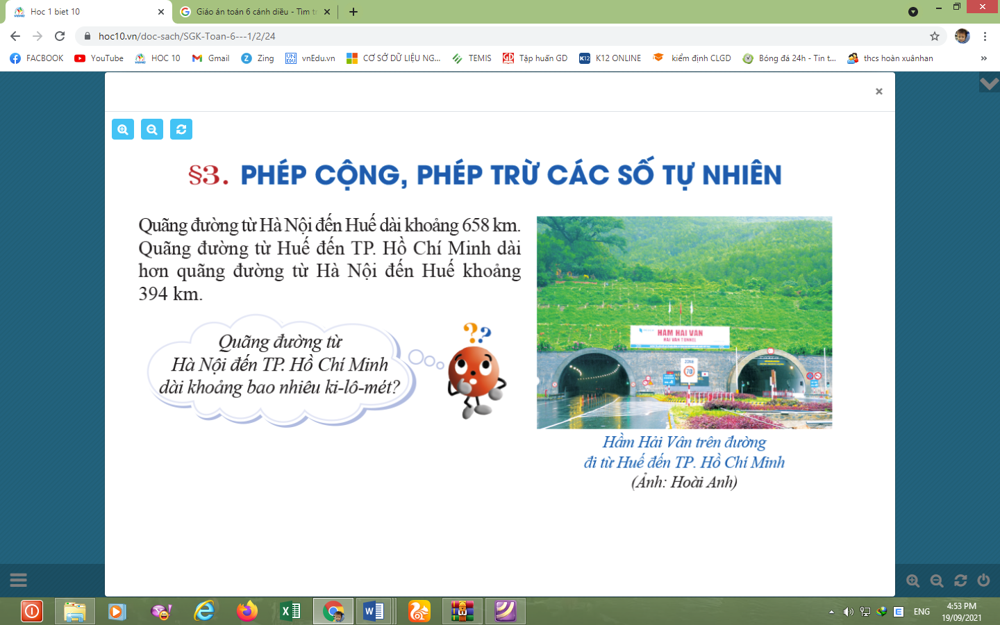 Hoc 1 biet 10
Giáo án toán 6 cánh diều - Tìm tr
hoc10.vn/doc-sach/SGK-Toan-6---1/2/24
FACBOOK
YouTube
HOC 10
Gmail
Zing
vnEdu.vn
CƠ SỞ DỮ LIỆU NG...
TEMIS
Tập huấn GD
K12 ONLINE
kiểm định CLGD
Bóng đá 24h - Tin t...
thcs hoàn xuânhan
»
§3. PHÉP CỘNG, PHÉP TRỪ CÁC SỐ TỰ NHIÊN
Quãng đường từ Hà Nội đến Huế dài khoảng 658 km.
Quãng đường từ Huế đến TP. Hồ Chí Minh dài
hơn quãng đường từ Hà Nội đến Huế khoảng
394 km.
Quãng đường từ
Hà Nội đến TP. Hồ Chí Minh
dài khoảng bao nhiêu ki-lô-mét?
??
HAM HAI VAN
HAI VAN TUNNEL
ZONE
70
Hầm Hải Vân trên đường
đi từ Huế đến TP. Hồ Chí Minh
(Ảnh: Hoài Anh)
ENG
4:53 PM
19/09/2021